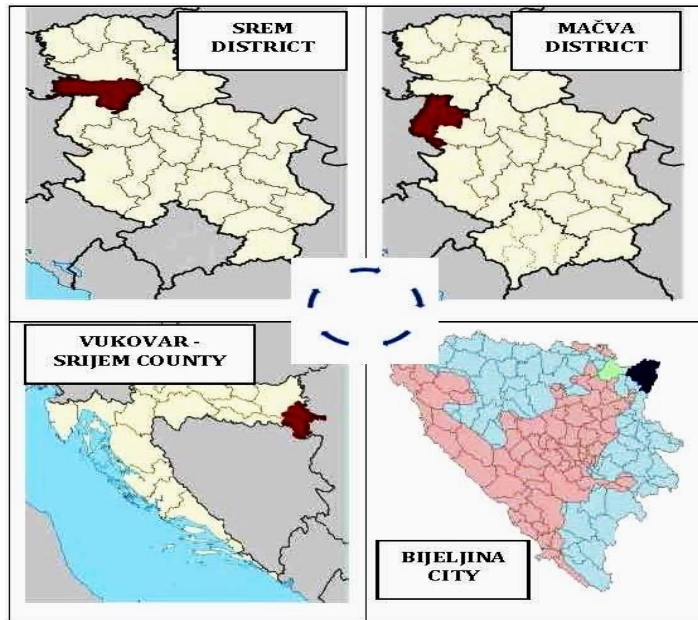 SREM
DISTRICT
MAČVA
DISTRICT
VUKOVAR -
SRIJEM COUNTY
BIJELJINA
CITY